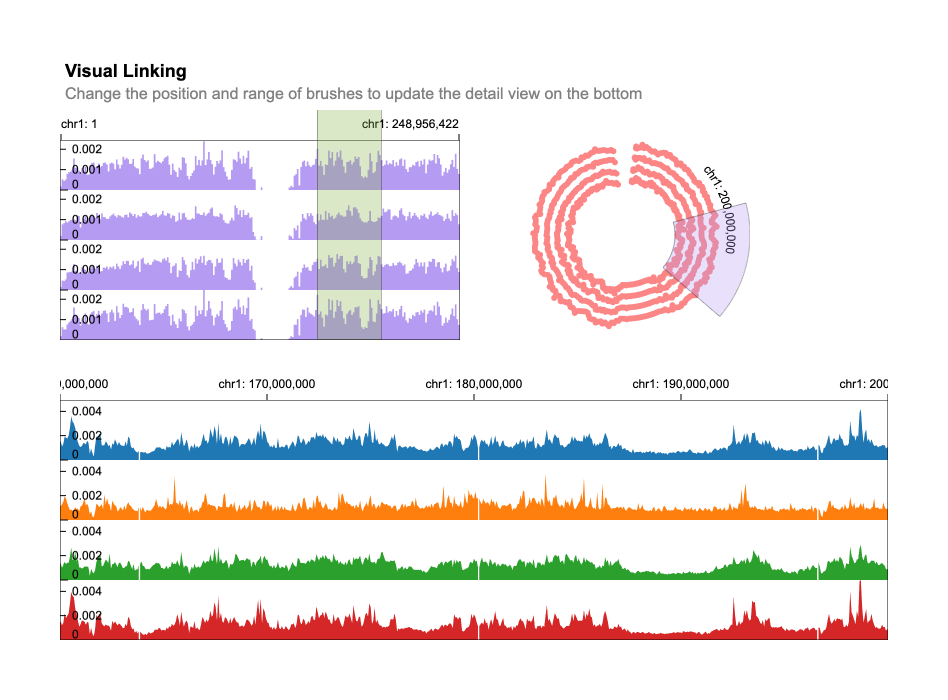 Visual Linking
Change the position and range of brushes to update the detail view on the bottom
chr1: 1
chr1: 248,956,422
0.002
0.001
0
0.002
0.001
0
0.002
0.001
0
0.002
0.001
0
chr1: 200,000,000
),000,000
chr1: 170,000,000
chr1: 180,000,000
chr1: 190,000,000
chr1: 200
0.004
0.002
0
0.004
0.002
0
0.004
0.002
0
0.004
0.002
0